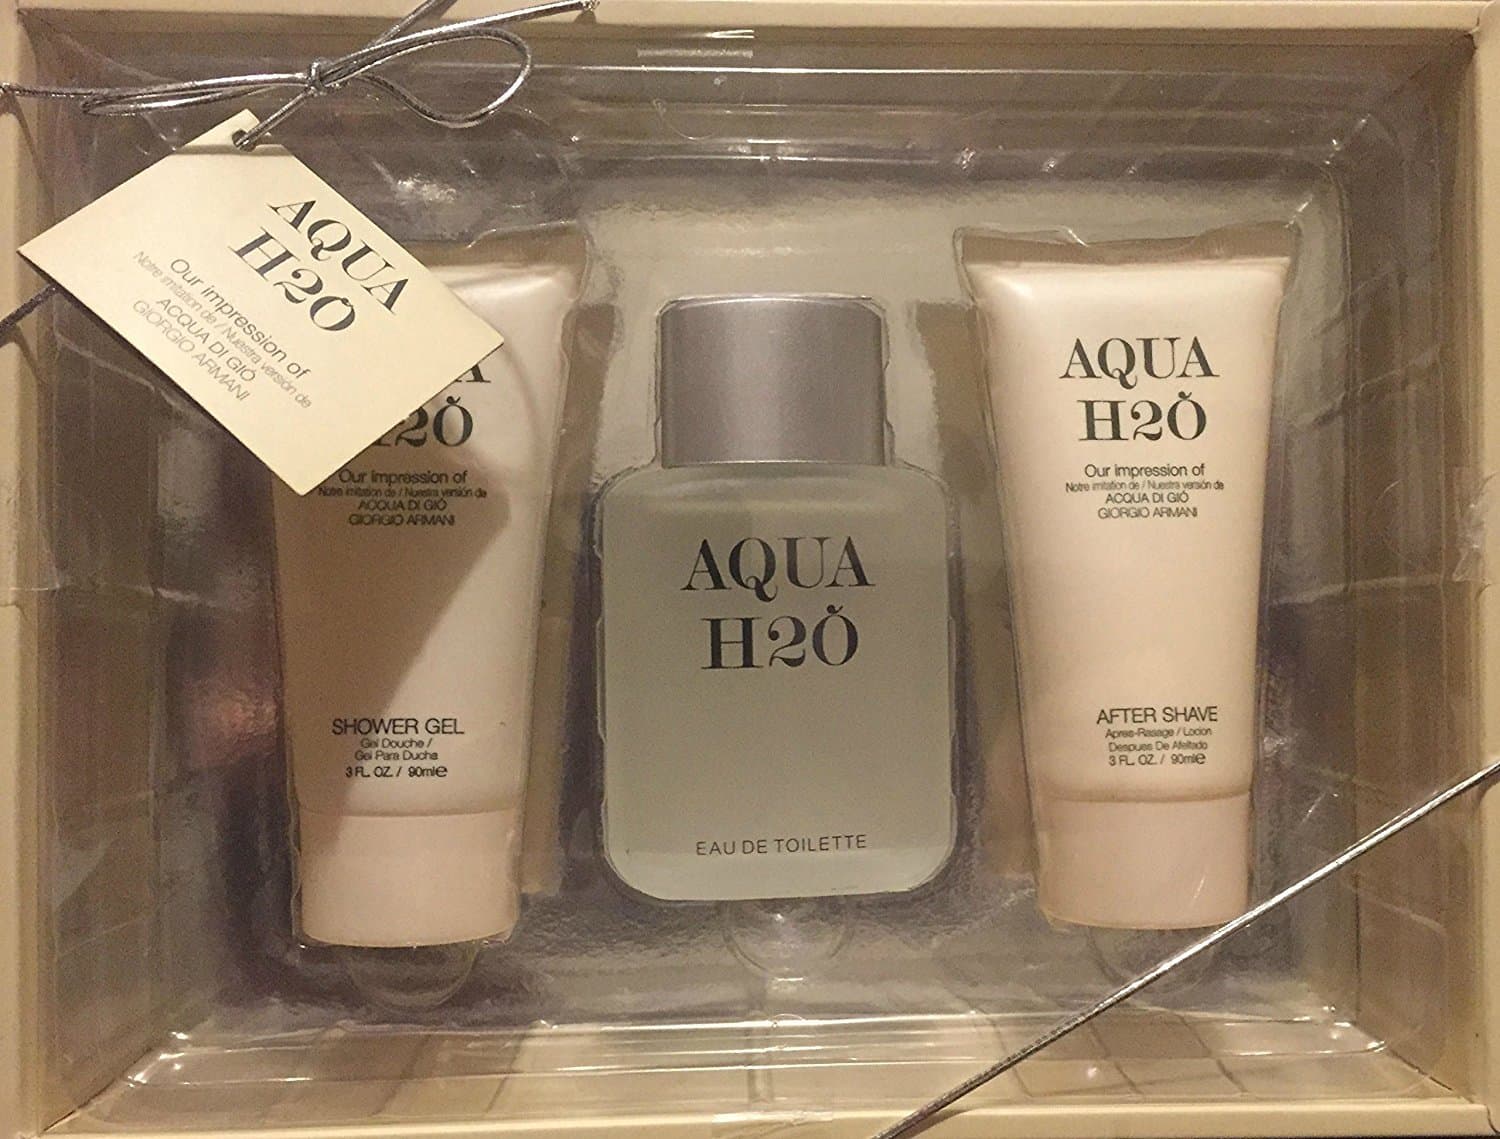 AQUA
H2O
Our impression of
Notre imitation de / Nuestra versión de
ACQUA DI GIÒ
GIORGIO ARMANI
A
H2Ŏ
Our impression of
Notre imitation de / Nuestra versión de
ACQUA DI GIÒ
GIORGIO ARMANI
SHOWER GEL
Gel Douche /
Gel Para Ducha
3 FL. OZ. / 90ml℮
AQUA
H2Ŏ
EAU DE TOILETTE
AQUA
H2Ŏ
Our impression of
Notre imitation de / Nuestra versión de
ACQUA DI GIÒ
GIORGIO ARMANI
AFTER SHAVE
Apres-Rasage / Locion
Despues De Afeitado
3 FL. OZ. / 90ml℮